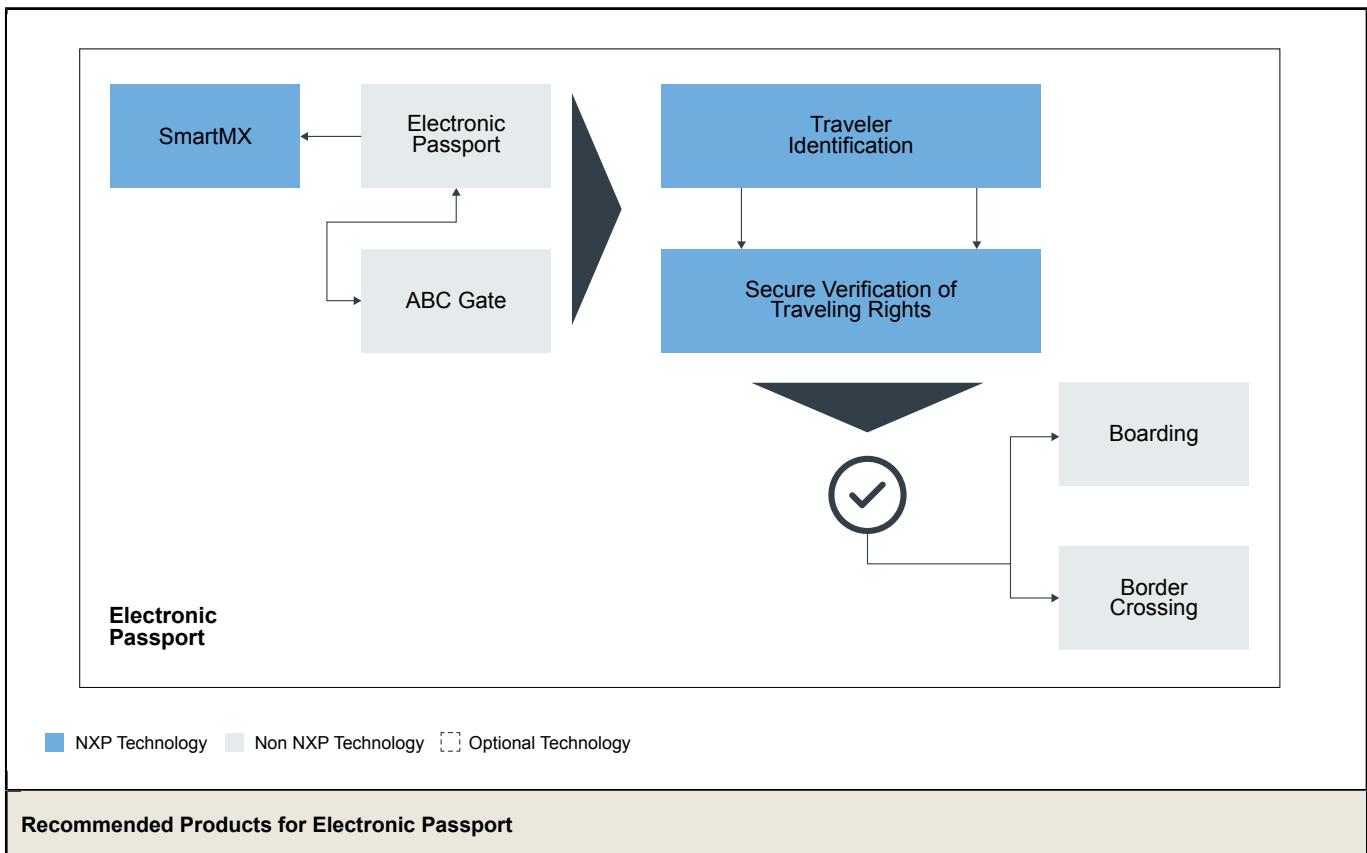 SmartMX
Electronic
Passport
Traveler
Identification
ABC Gate
Secure Verification of
Traveling Rights
Boarding
Border
Crossing
Electronic
Passport
NXP Technology
Non NXP Technology
Optional Technology
Recommended Products for Electronic Passport